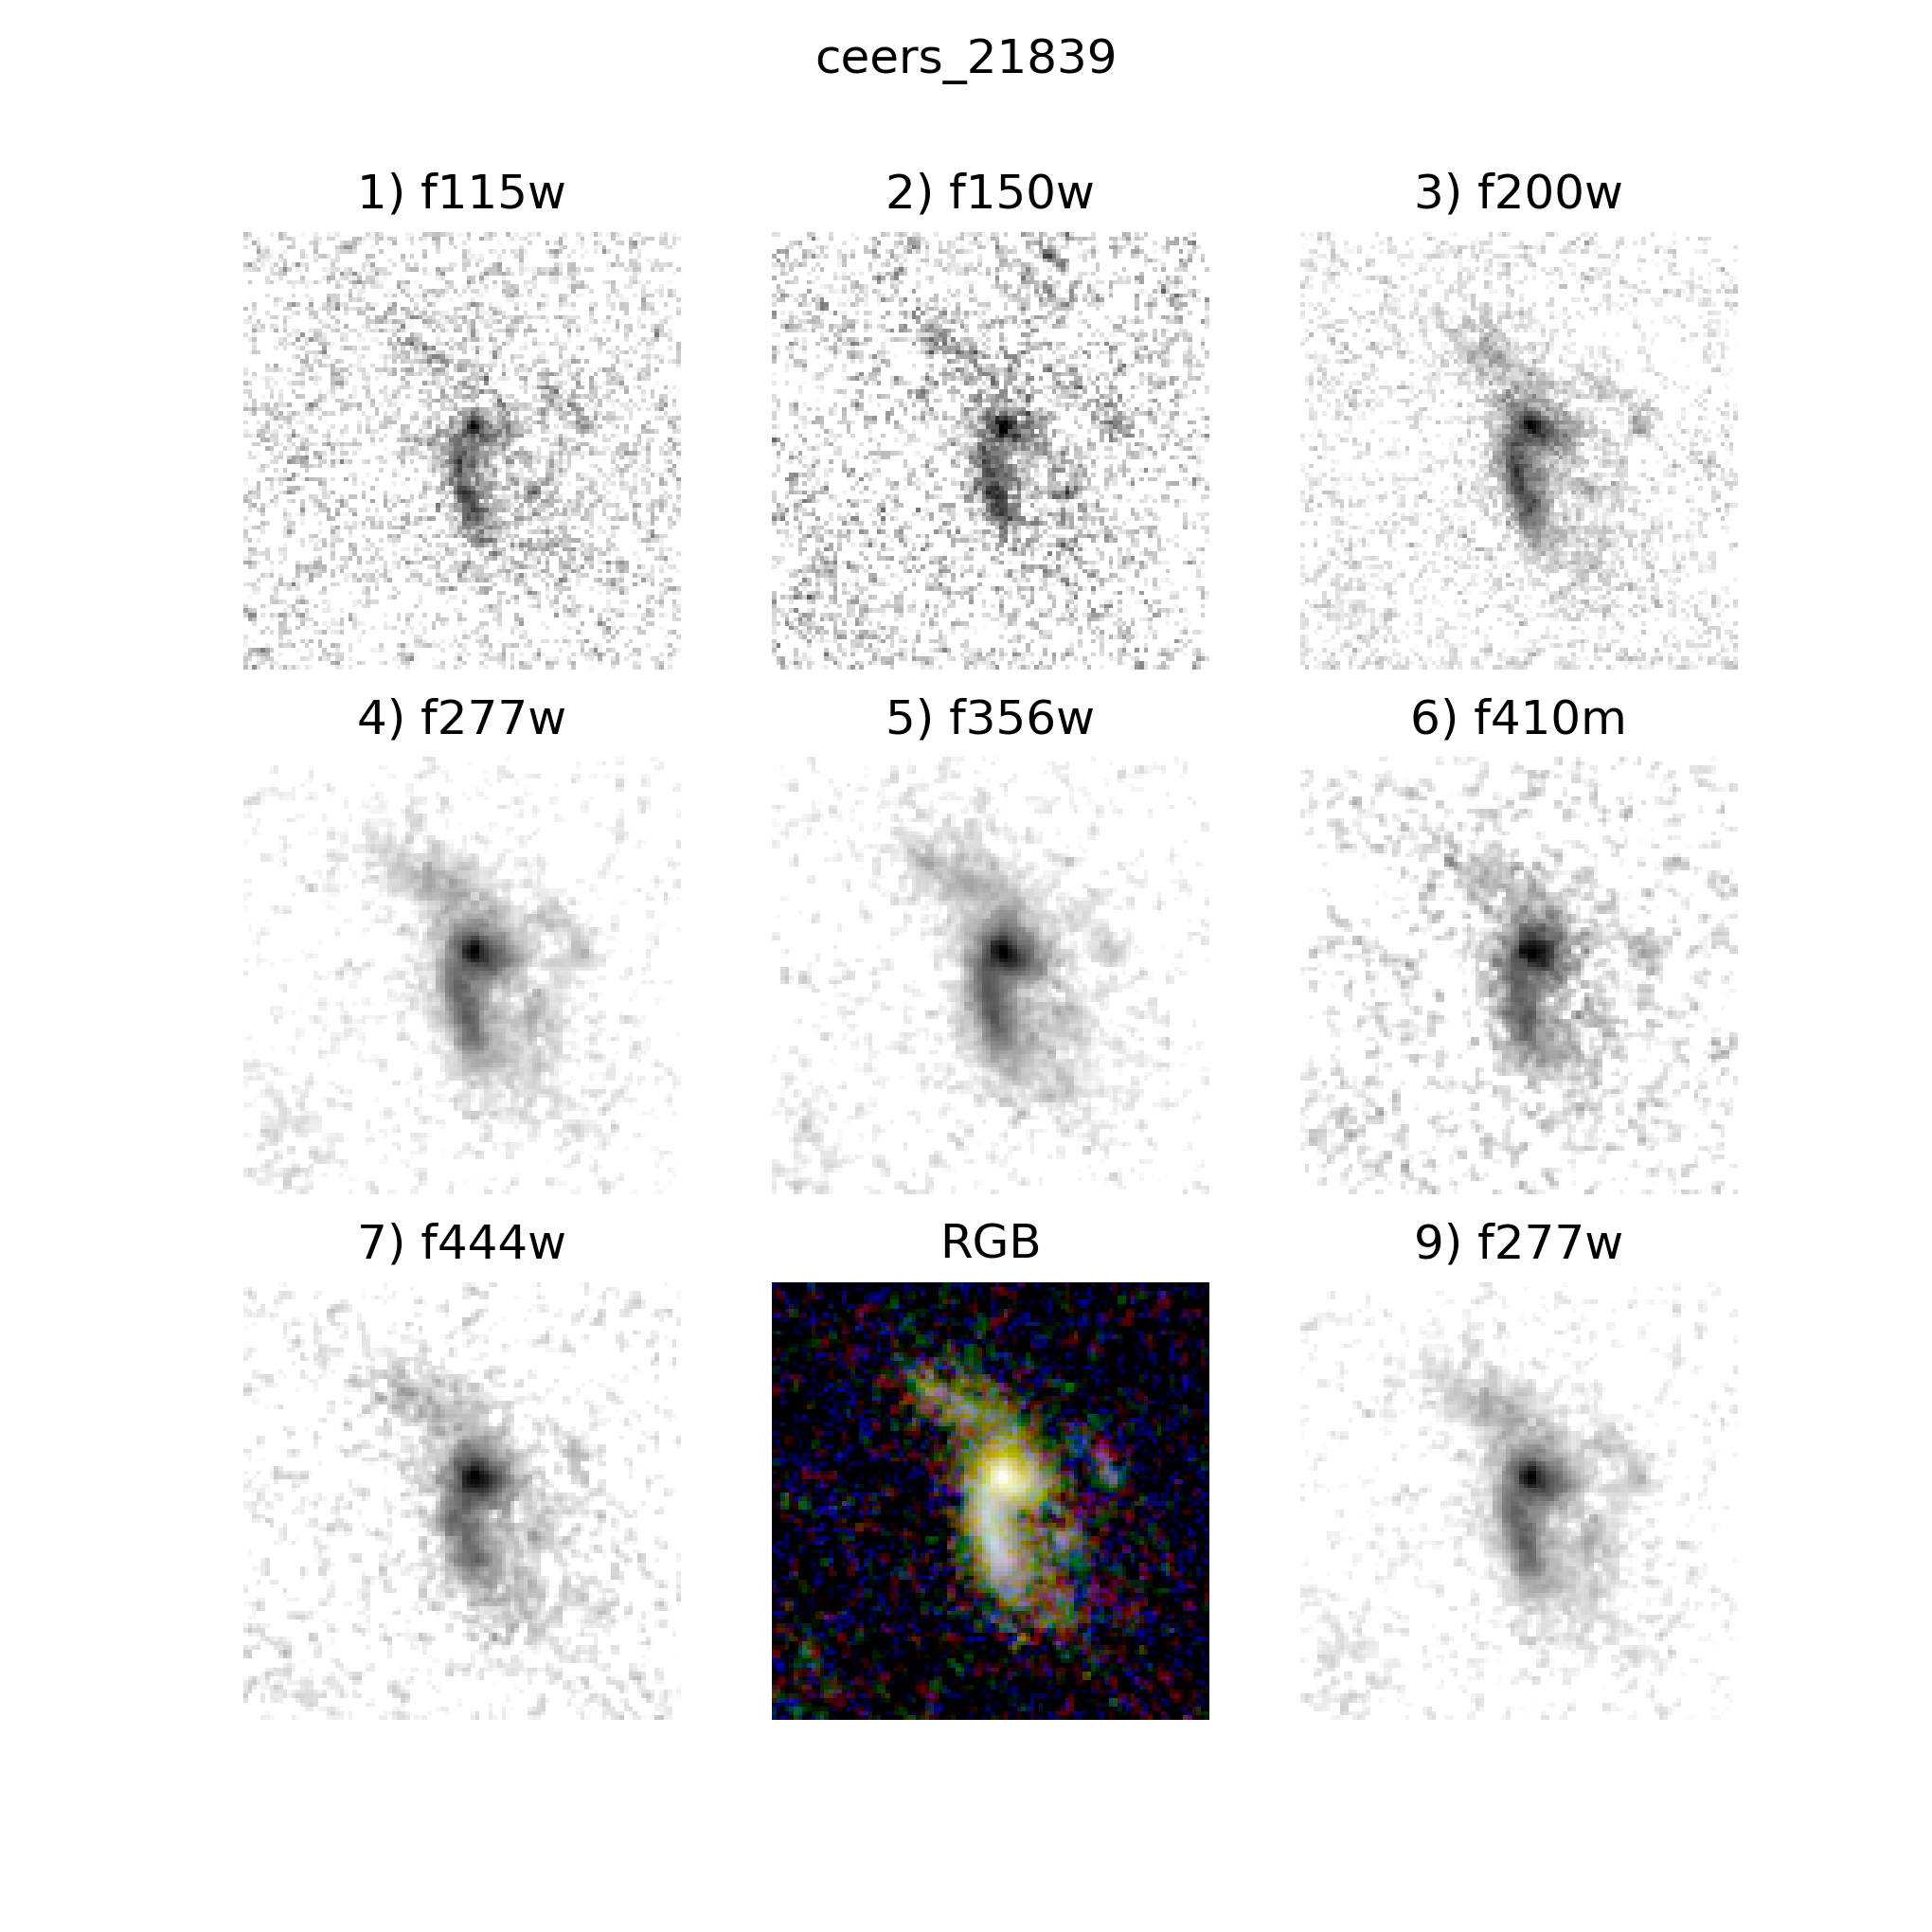 ceers_21839
1) f115w
2) f150w
3) f200w
4) f277w
5) f356w
6) f410m
7) f444w
RGB
9) f277w